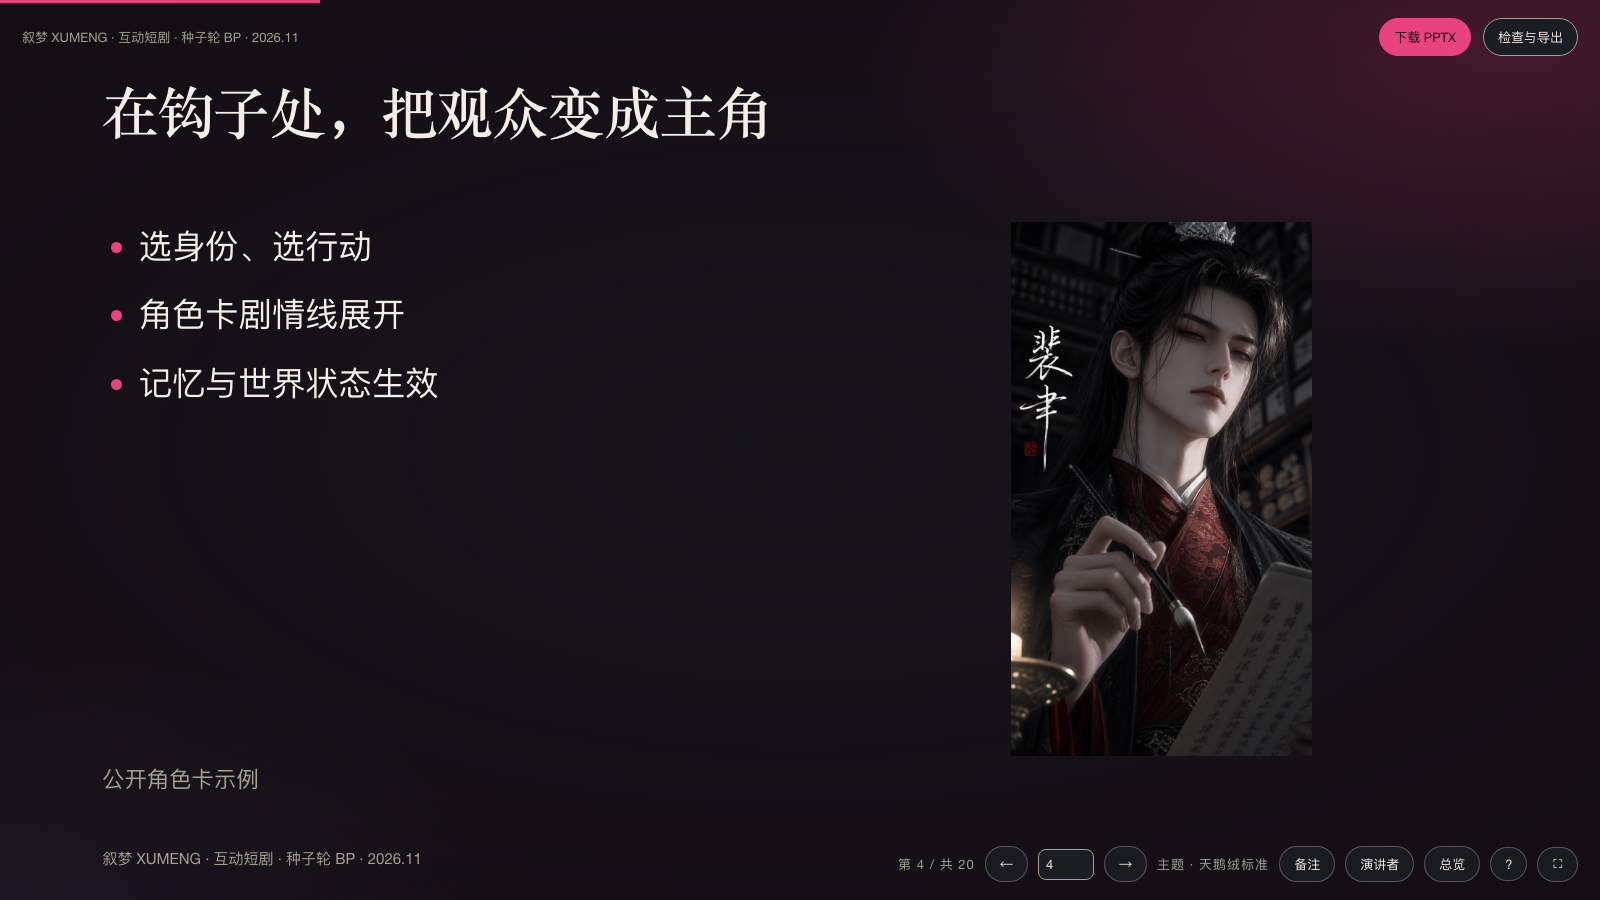 叙梦 XUMENG · 互动短剧 · 种子轮 BP · 2026.11
下载 PPTX
检查与导出
在钩子处，把观众变成主角
选身份、选行动
角色卡剧情线展开
记忆与世界状态生效
裴聿
公开角色卡示例
叙梦 XUMENG · 互动短剧 · 种子轮 BP · 2026.11
第 4 / 共 20
←
4
→
主题 · 天鹅绒标准
备注
演讲者
总览
?